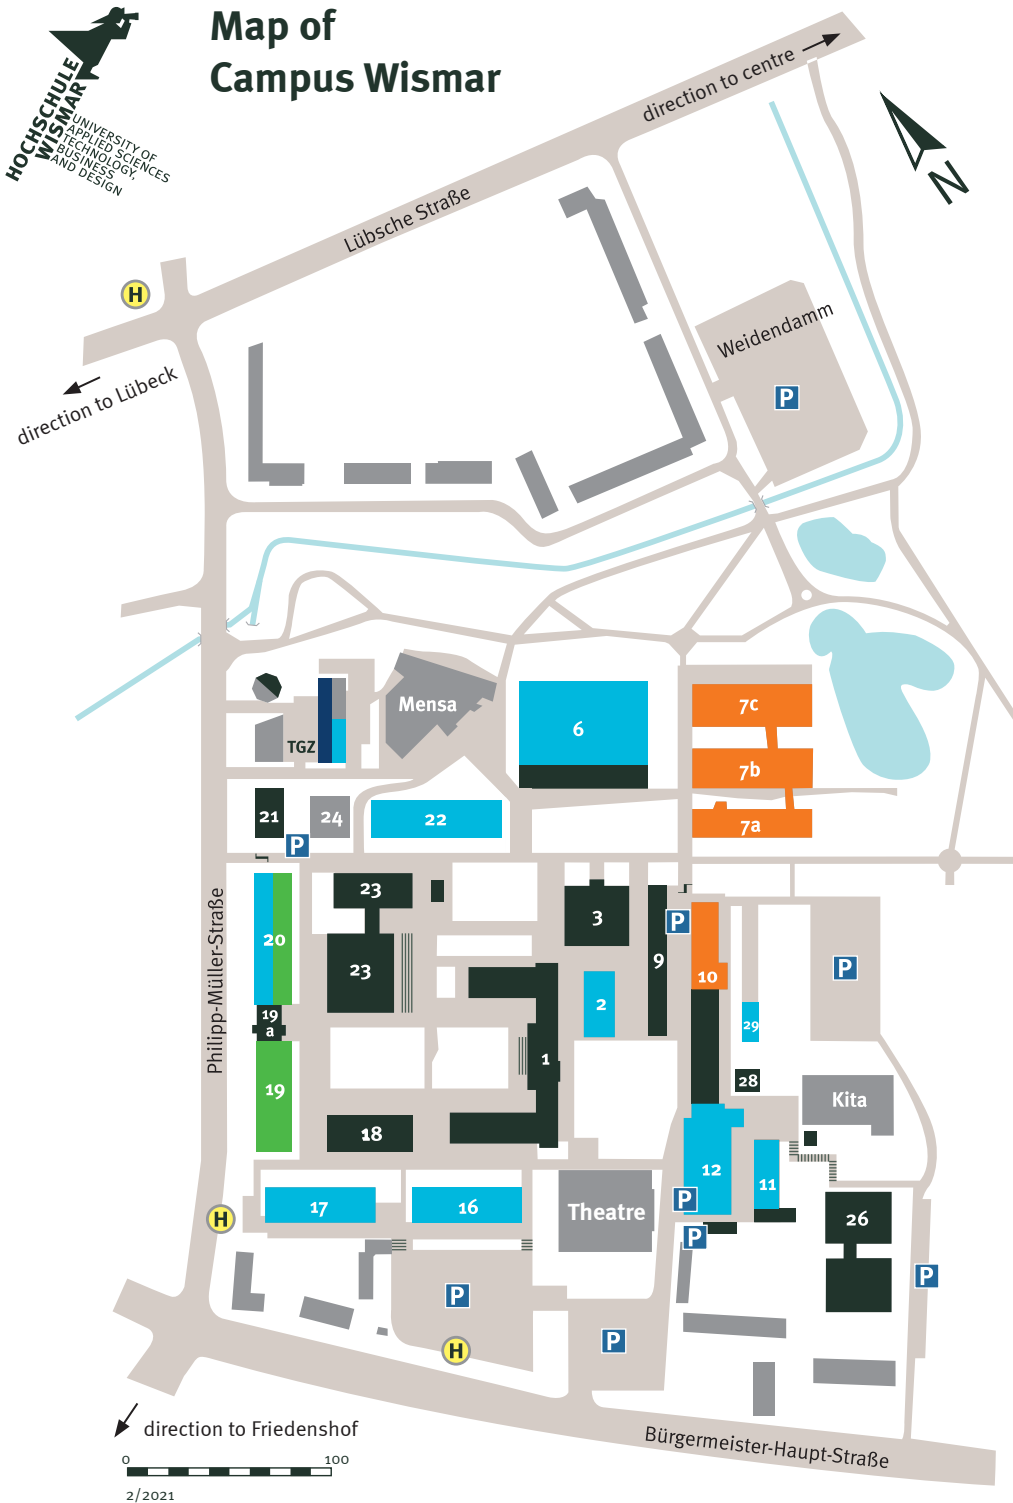 Map of
Campus Wismar
HOCHSCHULE
WISMAR
UNIVERSITY OF
APPLIED SCIENCES
TECHNOLOGY,
BUSINESS
AND DESIGN
direction to centre
N
Lübsche Straße
H
direction to Lübeck
Weidendamm
P
Mensa
TGZ
6
7c
7b
7a
21
24
22
P
23
3
9
P
10
20
23
2
P
19
a
29
1
28
Kita
19
18
12
11
17
16
Theatre
P
26
H
P
P
P
P
H
Philipp-Müller-Straße
direction to Friedenshof
Bürgermeister-Haupt-Straße
0 100
2/2021